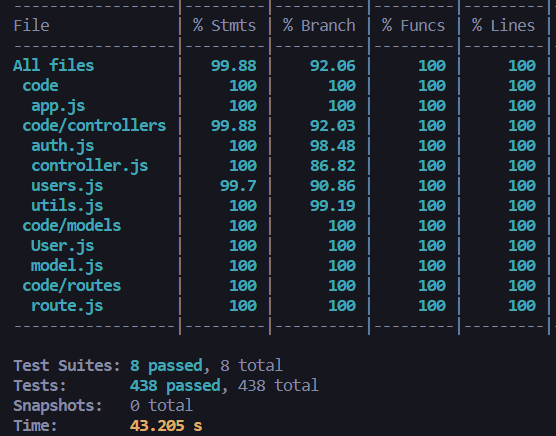 -------------------|---------|----------|---------|---------|
File               | % Stmts | % Branch | % Funcs | % Lines |
-------------------|---------|----------|---------|---------|
All files          |   99.88 |    92.06 |     100 |     100 |
 code              |     100 |      100 |     100 |     100 |
  app.js           |     100 |      100 |     100 |     100 |
 code/controllers  |   99.88 |    92.03 |     100 |     100 |
  auth.js          |     100 |    98.48 |     100 |     100 |
  controller.js    |     100 |    86.82 |     100 |     100 |
  users.js         |    99.7 |    90.86 |     100 |     100 |
  utils.js         |     100 |    99.19 |     100 |     100 |
 code/models       |     100 |      100 |     100 |     100 |
  User.js          |     100 |      100 |     100 |     100 |
  model.js         |     100 |      100 |     100 |     100 |
 code/routes       |     100 |      100 |     100 |     100 |
  route.js         |     100 |      100 |     100 |     100 |
-------------------|---------|----------|---------|---------|
Test Suites: 8 passed, 8 total
Tests:       438 passed, 438 total
Snapshots:   0 total
Time:        43.205 s